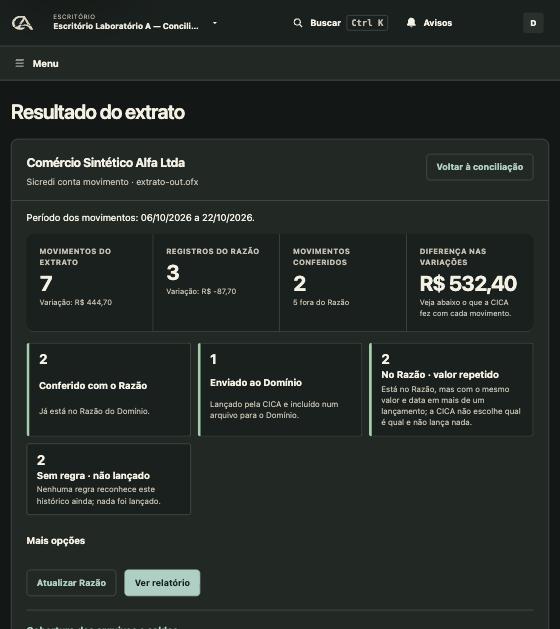 ESCRITÓRIO
Escritório Laboratório A — Concili...
Buscar Ctrl K
Avisos
D
Menu
Resultado do extrato
Comércio Sintético Alfa Ltda
Sicredi conta movimento · extrato-out.ofx
Voltar à conciliação
Período dos movimentos: 06/10/2026 a 22/10/2026.
MOVIMENTOS DO
EXTRATO
7
Variação: R$ 444,70
REGISTROS DO RAZÃO
3
Variação: R$ -87,70
MOVIMENTOS
CONFERIDOS
2
5 fora do Razão
DIFERENÇA NAS
VARIAÇÕES
R$ 532,40
Veja abaixo o que a CICA
fez com cada movimento.
2
Conferido com o Razão
Já está no Razão do Domínio.
1
Enviado ao Domínio
Lançado pela CICA e incluído num
arquivo para o Domínio.
2
No Razão · valor repetido
Está no Razão, mas com o mesmo
valor e data em mais de um
lançamento; a CICA não escolhe qual
é qual e não lança nada.
2
Sem regra · não lançado
Nenhuma regra reconhece este
histórico ainda; nada foi lançado.
Mais opções
Atualizar Razão
Ver relatório